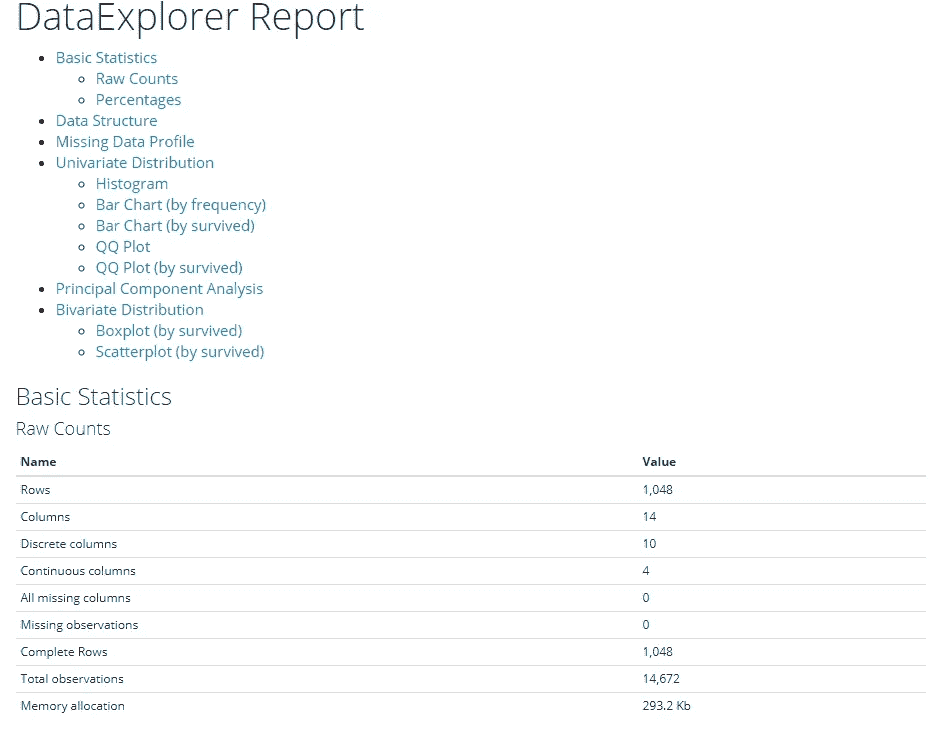 DataExplorer Report
Basic Statistics
Raw Counts
Percentages
Data Structure
Missing Data Profile
Univariate Distribution
Histogram
Bar Chart (by frequency)
Bar Chart (by survived)
QQ Plot
QQ Plot (by survived)
Principal Component Analysis
Bivariate Distribution
Boxplot (by survived)
Scatterplot (by survived)
Basic Statistics
Raw Counts
Name Value
Rows 1,048
Columns 14
Discrete columns 10
Continuous columns 4
All missing columns 0
Missing observations 0
Complete Rows 1,048
Total observations 14,672
Memory allocation 293.2 Kb